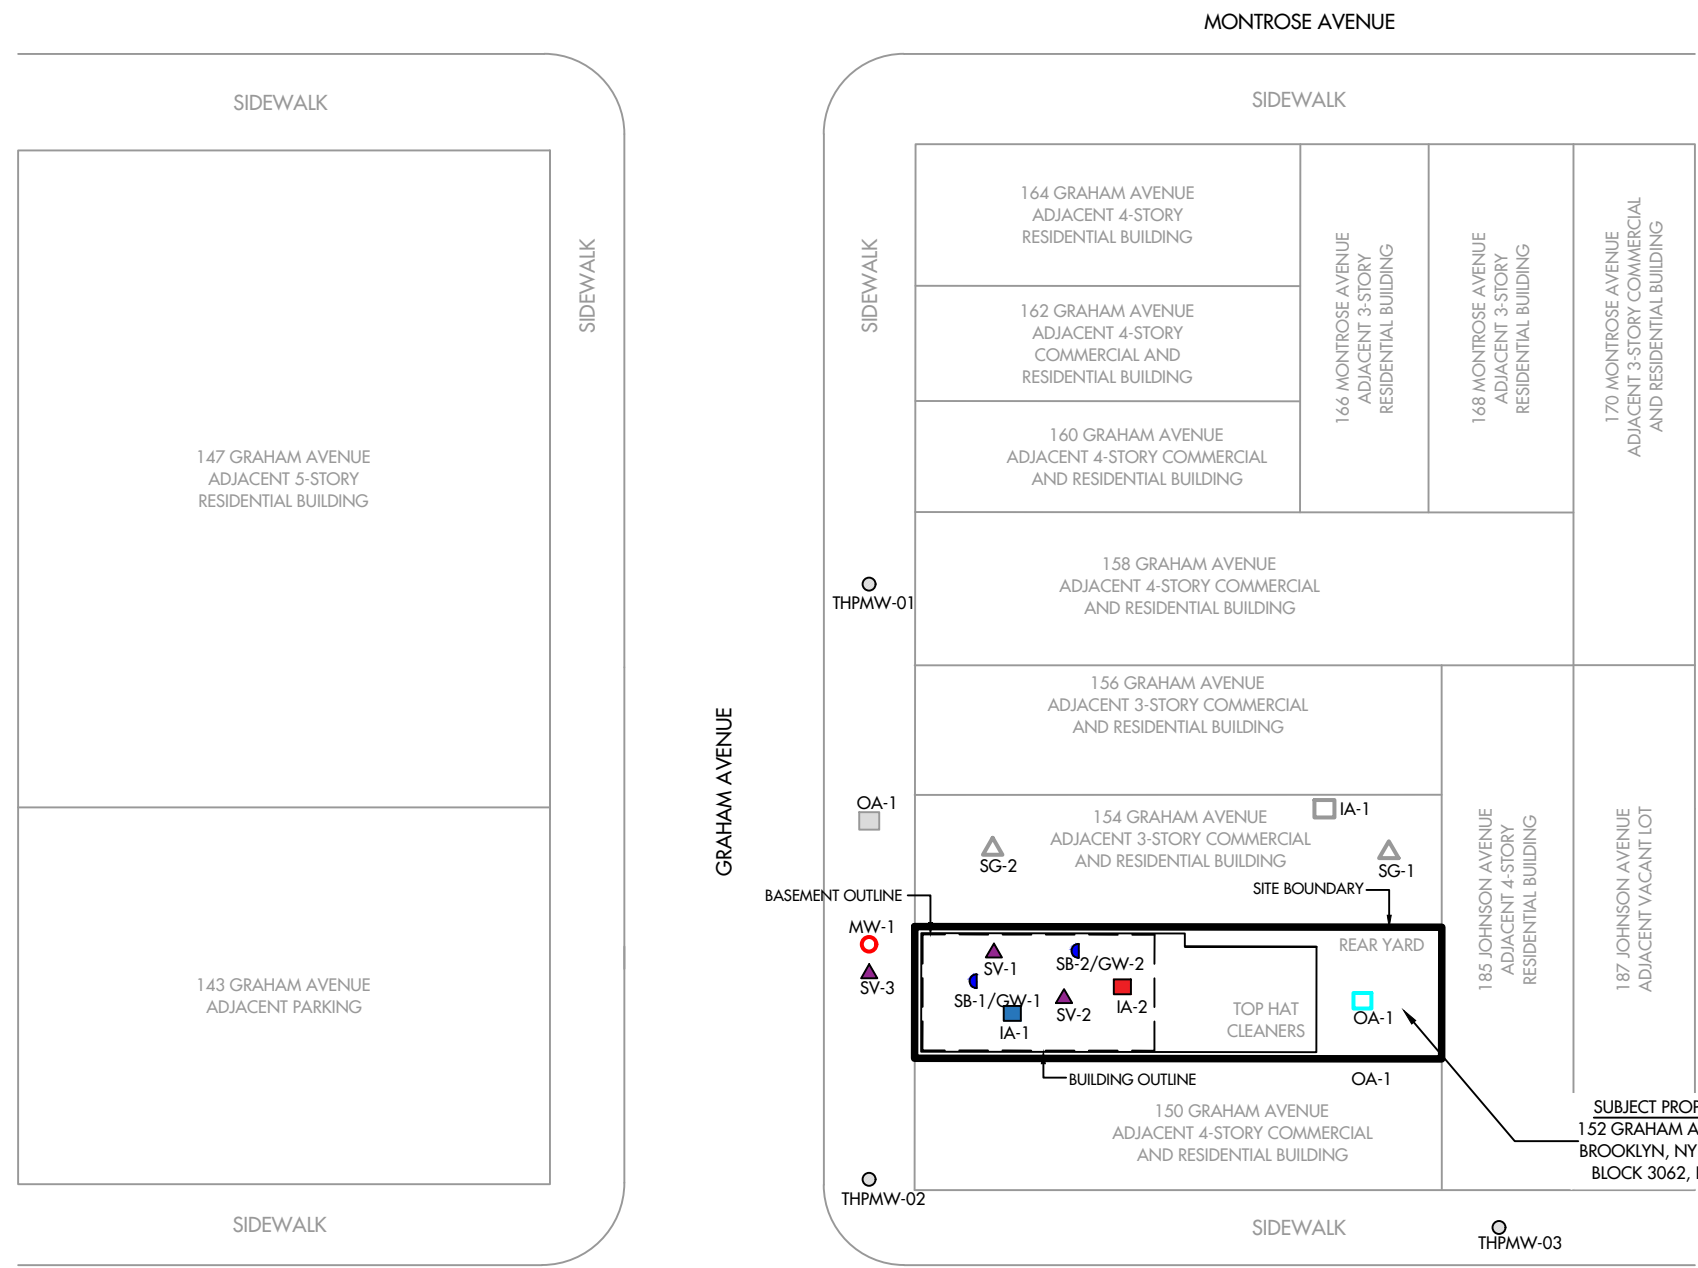 MONTROSE AVENUE
SIDEWALK
SIDEWALK
SIDEWALK
SIDEWALK
164 GRAHAM AVENUE
ADJACENT 4-STORY
RESIDENTIAL BUILDING
162 GRAHAM AVENUE
ADJACENT 4-STORY
COMMERCIAL AND
RESIDENTIAL BUILDING
160 GRAHAM AVENUE
ADJACENT 4-STORY COMMERCIAL
AND RESIDENTIAL BUILDING
166 MONTROSE AVENUE
ADJACENT 3-STORY
RESIDENTIAL BUILDING
168 MONTROSE AVENUE
ADJACENT 3-STORY
RESIDENTIAL BUILDING
170 MONTROSE AVENUE
ADJACENT 3-STORY COMMERCIAL
AND RESIDENTIAL BUILDING
147 GRAHAM AVENUE
ADJACENT 5-STORY
RESIDENTIAL BUILDING
158 GRAHAM AVENUE
ADJACENT 4-STORY COMMERCIAL
AND RESIDENTIAL BUILDING
THPMW-01
156 GRAHAM AVENUE
ADJACENT 3-STORY COMMERCIAL
AND RESIDENTIAL BUILDING
GRAHAM AVENUE
OA-1
154 GRAHAM AVENUE
ADJACENT 3-STORY COMMERCIAL
AND RESIDENTIAL BUILDING
IA-1
SG-2
SG-1
SITE BOUNDARY
BASEMENT OUTLINE
185 JOHNSON AVENUE
ADJACENT 4-STORY
RESIDENTIAL BUILDING
187 JOHNSON AVENUE
ADJACENT VACANT LOT
MW-1
SV-3
SV-1
SB-2/GW-2
SB-1/GW-1
SV-2
IA-2
IA-1
REAR YARD
TOP HAT
CLEANERS
OA-1
143 GRAHAM AVENUE
ADJACENT PARKING
BUILDING OUTLINE
OA-1
150 GRAHAM AVENUE
ADJACENT 4-STORY COMMERCIAL
AND RESIDENTIAL BUILDING
SUBJECT PROP
152 GRAHAM A
BROOKLYN, NY
BLOCK 3062,
THPMW-02
SIDEWALK
SIDEWALK
THPMW-03